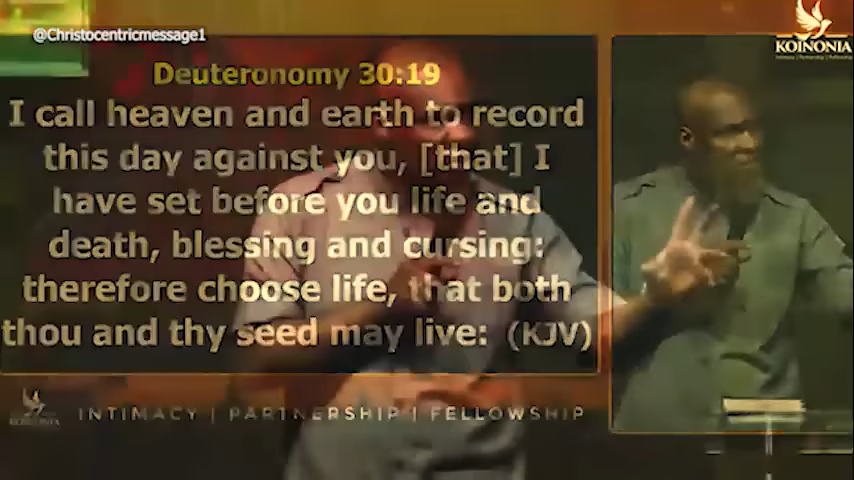 @Christocentricmessage1
KOINONIA
Deuteronomy 30:19
I call heaven and earth to record
this day against you, [that] I
have set before you life and
death, blessing and cursing:
therefore choose life, that both
thou and thy seed may live: (KJV)
KOINONIA
INTIMACY | PARTNERSHIP | FELLOWSHIP